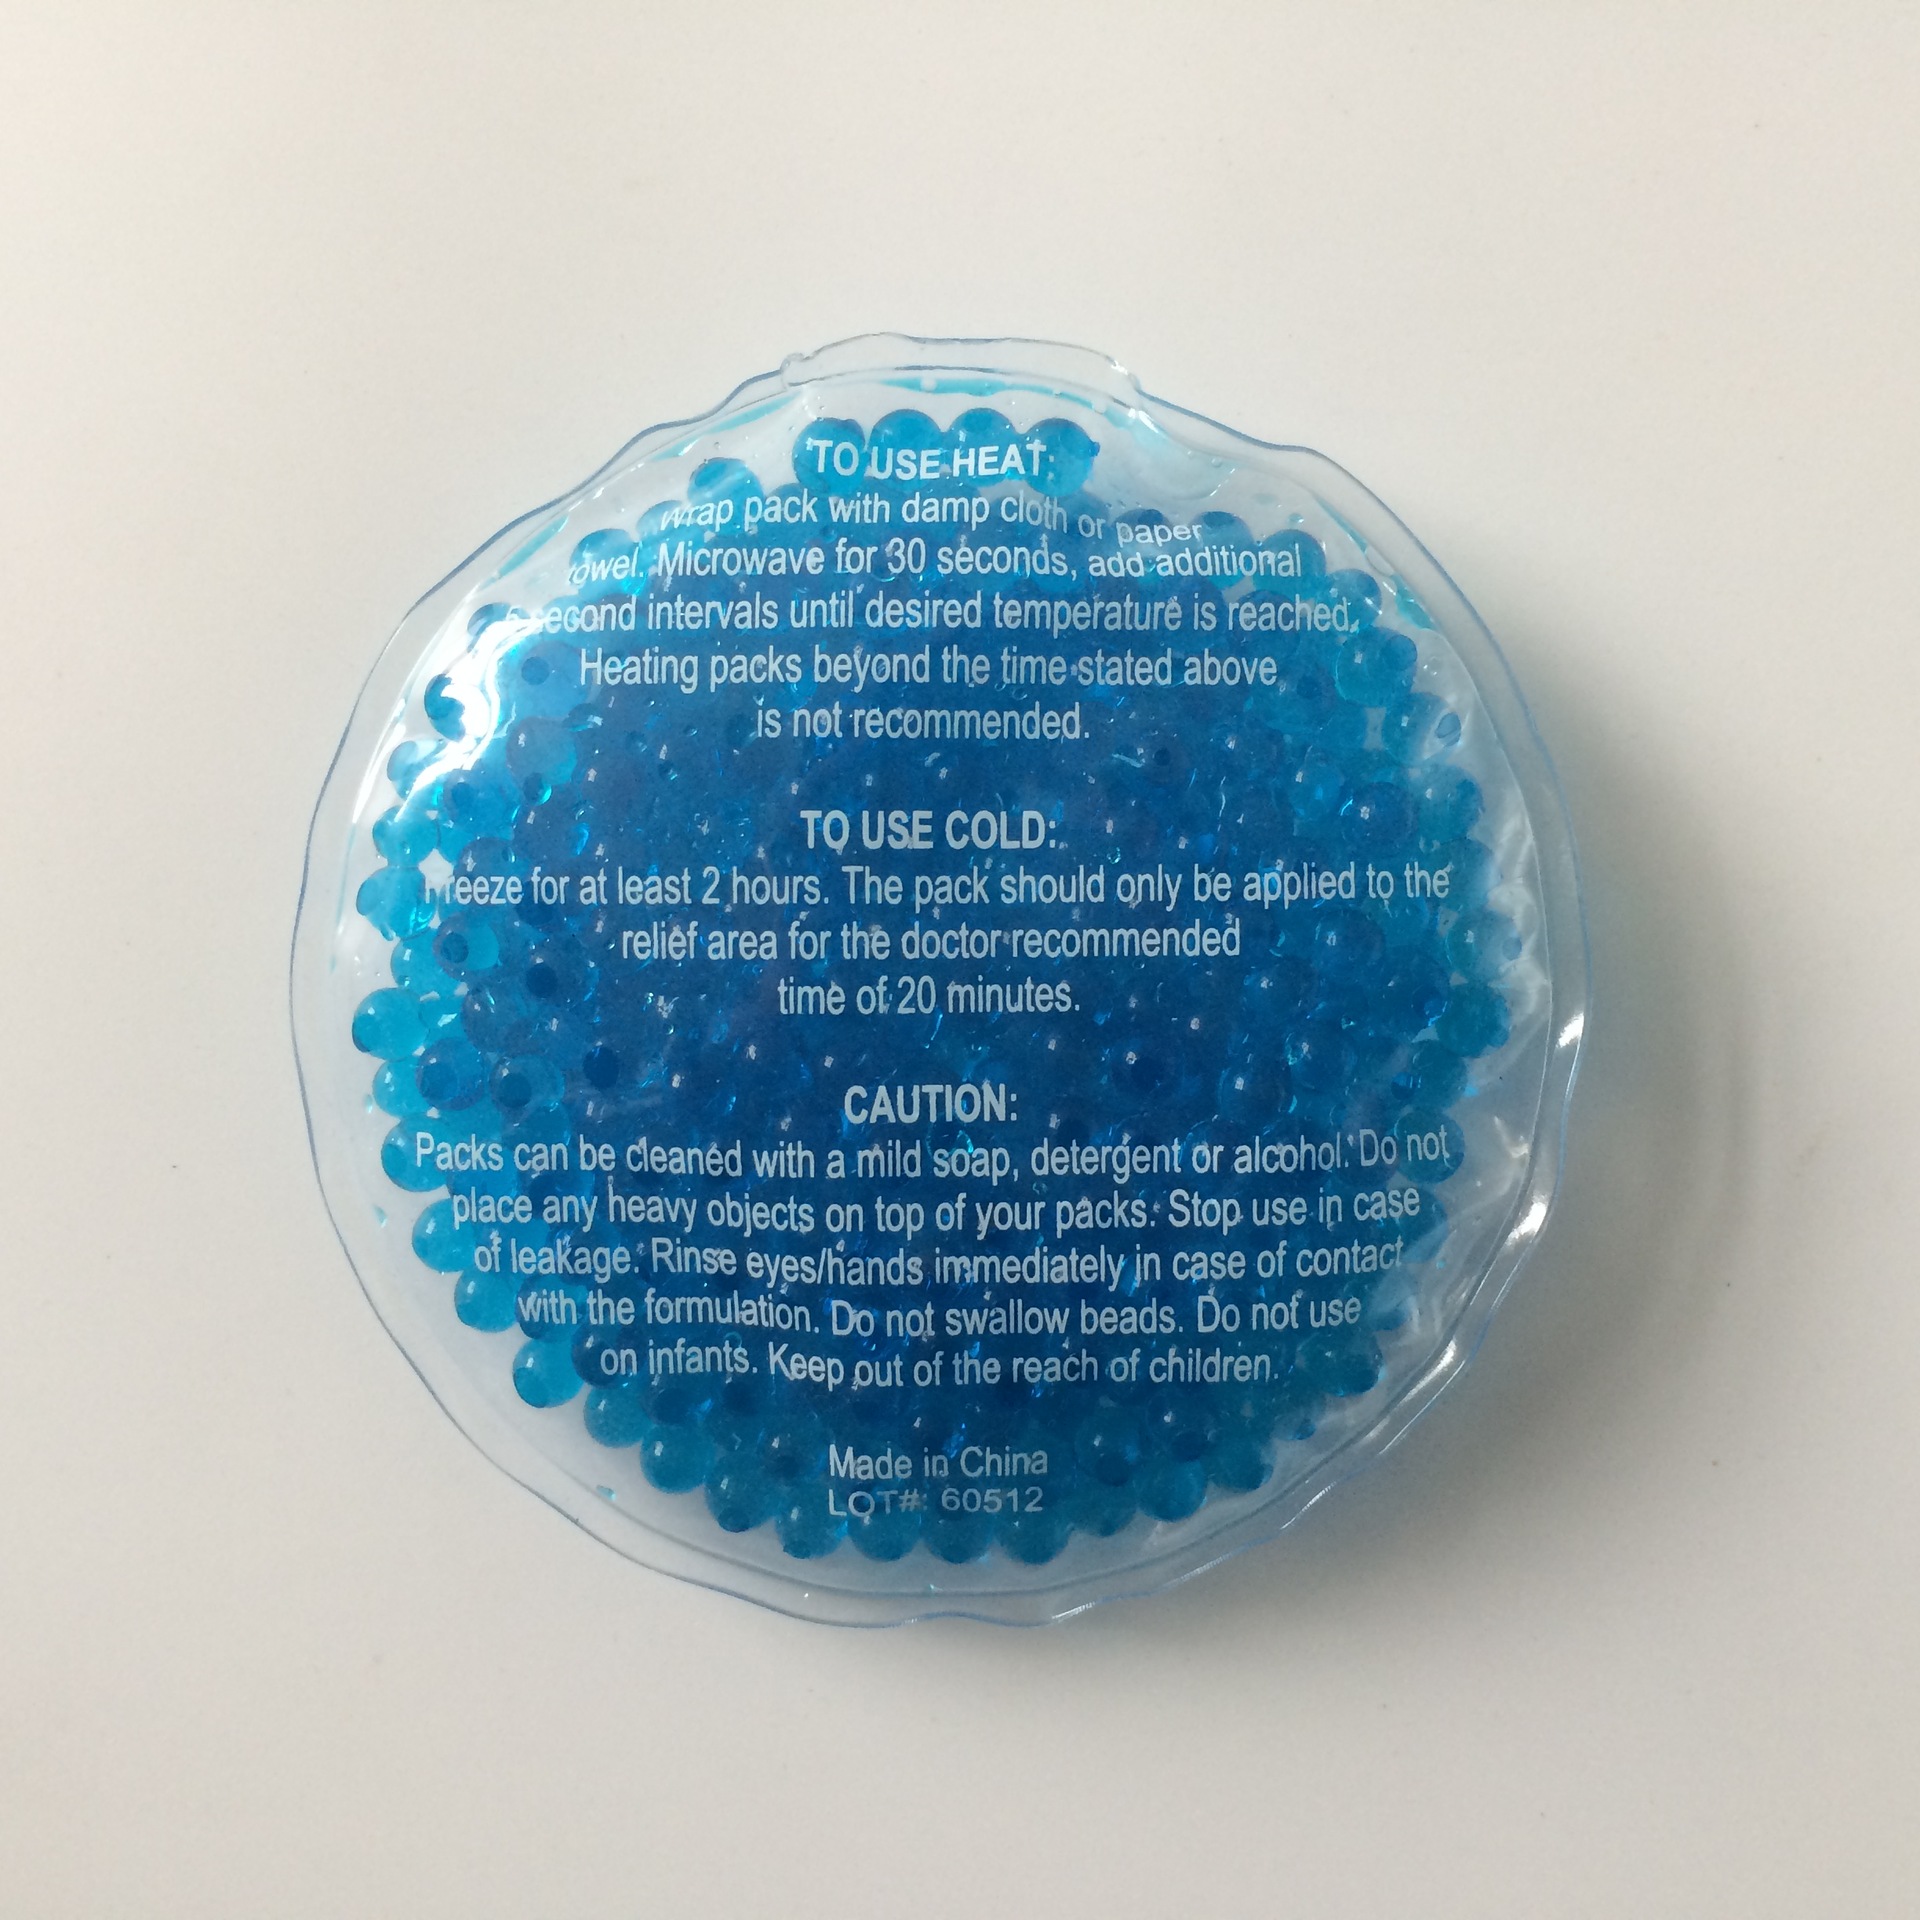 TO USE HEAT:
Wrap pack with damp cloth or paper
towel. Microwave for 30 seconds, add additional
5 second intervals until desired temperature is reached.
Heating packs beyond the time stated above
is not recommended.
TO USE COLD:
Freeze for at least 2 hours. The pack should only be applied to the
relief area for the doctor recommended
time of 20 minutes.
CAUTION:
Packs can be cleaned with a mild soap, detergent or alcohol. Do not
place any heavy objects on top of your packs. Stop use in case
of leakage. Rinse eyes/hands immediately in case of contact
with the formulation. Do not swallow beads. Do not use
on infants. Keep out of the reach of children.
Made in China
LOT#: 60512